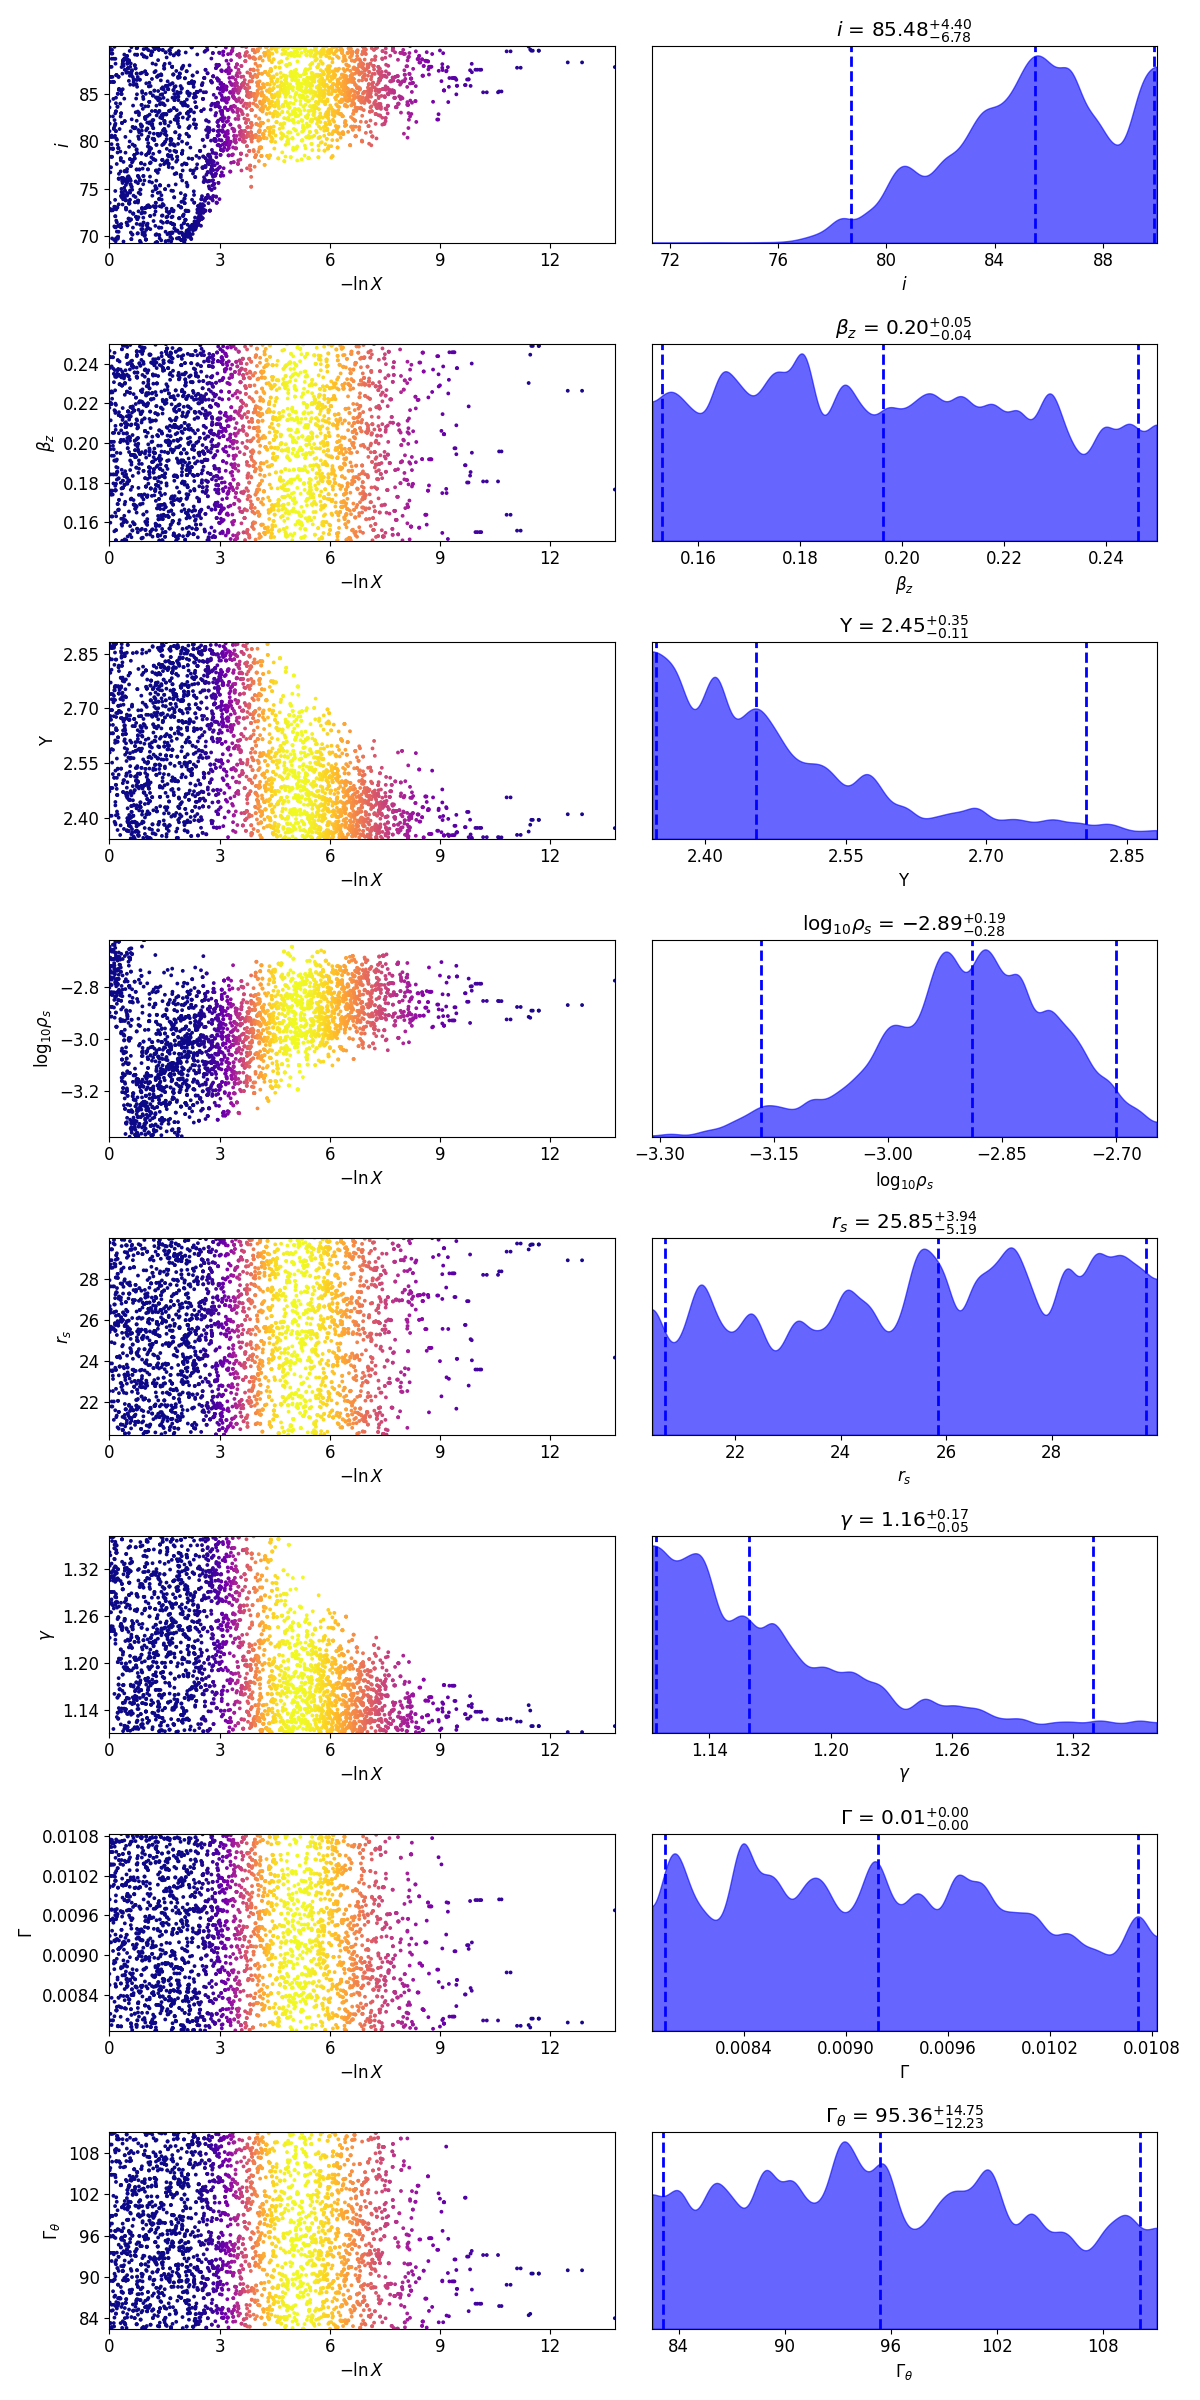 i = 85.48 +4.40 −6.78
85
80
75
70
i
0 3 6 9 12
−ln X
72 76 80 84 88
i
βz = 0.20 +0.05 −0.04
0.24
0.22
0.20
0.18
0.16
βz
0 3 6 9 12
−ln X
0.16 0.18 0.20 0.22 0.24
βz
Υ = 2.45 +0.35 −0.11
2.85
2.70
2.55
2.40
Υ
0 3 6 9 12
−ln X
2.40 2.55 2.70 2.85
Υ
log10ρs = −2.89 +0.19 −0.28
−2.8
−3.0
−3.2
log10ρs
0 3 6 9 12
−ln X
−3.30 −3.15 −3.00 −2.85 −2.70
log10ρs
rs = 25.85 +3.94 −5.19
28
26
24
22
rs
0 3 6 9 12
−ln X
22 24 26 28
rs
γ = 1.16 +0.17 −0.05
1.32
1.26
1.20
1.14
γ
0 3 6 9 12
−ln X
1.14 1.20 1.26 1.32
γ
Γ = 0.01 +0.00 −0.00
0.0108
0.0102
0.0096
0.0090
0.0084
Γ
0 3 6 9 12
−ln X
0.0084 0.0090 0.0096 0.0102 0.0108
Γ
Γθ = 95.36 +14.75 −12.23
108
102
96
90
84
Γθ
0 3 6 9 12
−ln X
84 90 96 102 108
Γθ